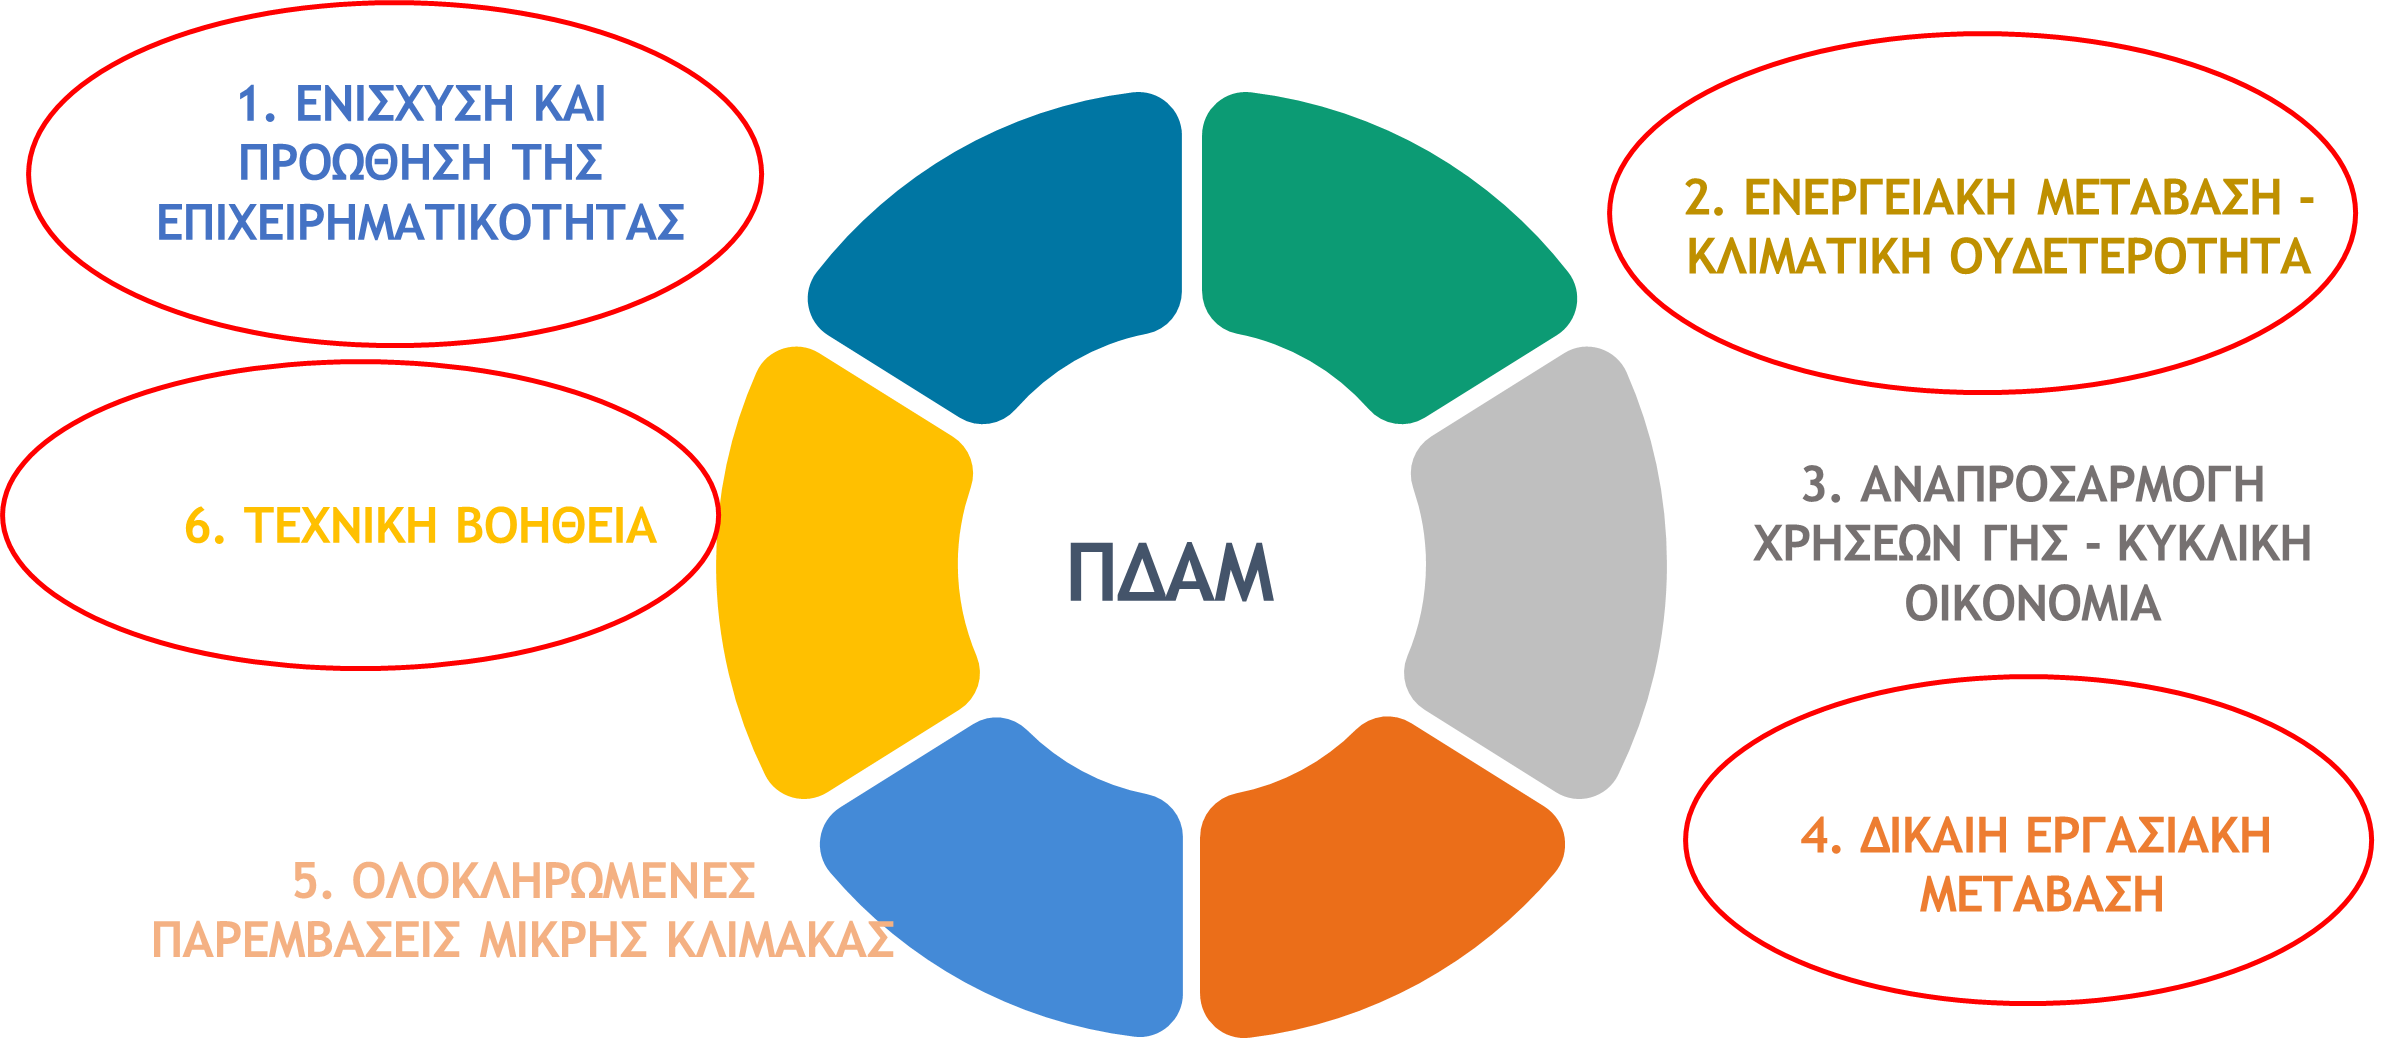 1. ΕΝΙΣΧΥΣΗ ΚΑΙ
ΠΡΟΩΘΗΣΗ ΤΗΣ
ΕΠΙΧΕΙΡΗΜΑΤΙΚΟΤΗΤΑΣ
2. ΕΝΕΡΓΕΙΑΚΗ ΜΕΤΑΒΑΣΗ -
ΚΛΙΜΑΤΙΚΗ ΟΥΔΕΤΕΡΟΤΗΤΑ
3. ΑΝΑΠΡΟΣΑΡΜΟΓΗ
ΧΡΗΣΕΩΝ ΓΗΣ - ΚΥΚΛΙΚΗ
ΟΙΚΟΝΟΜΙΑ
4. ΔΙΚΑΙΗ ΕΡΓΑΣΙΑΚΗ
ΜΕΤΑΒΑΣΗ
5. ΟΛΟΚΛΗΡΩΜΕΝΕΣ
ΠΑΡΕΜΒΑΣΕΙΣ ΜΙΚΡΗΣ ΚΛΙΜΑΚΑΣ
6. ΤΕΧΝΙΚΗ ΒΟΗΘΕΙΑ
ΠΔΑΜ